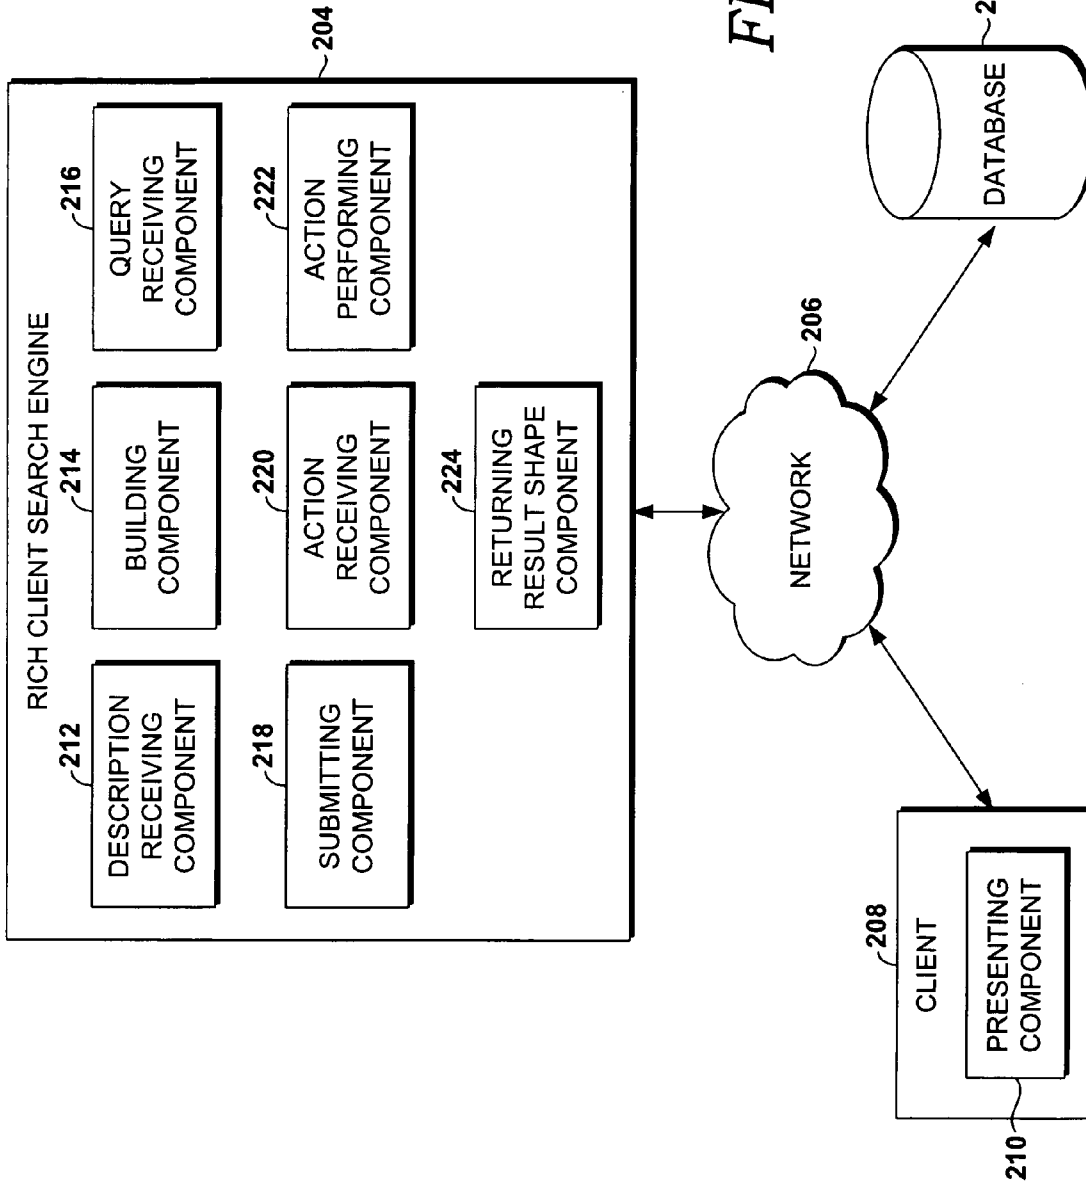 RICH CLIENT SEARCH ENGINE
204
212
DESCRIPTION
RECEIVING
COMPONENT
214
BUILDING
COMPONENT
216
QUERY
RECEIVING
COMPONENT
218
SUBMITTING
COMPONENT
220
ACTION
RECEIVING
COMPONENT
222
ACTION
PERFORMING
COMPONENT
224
RETURNING
RESULT SHAPE
COMPONENT
206
NETWORK
208
CLIENT
210
PRESENTING
COMPONENT
DATABASE